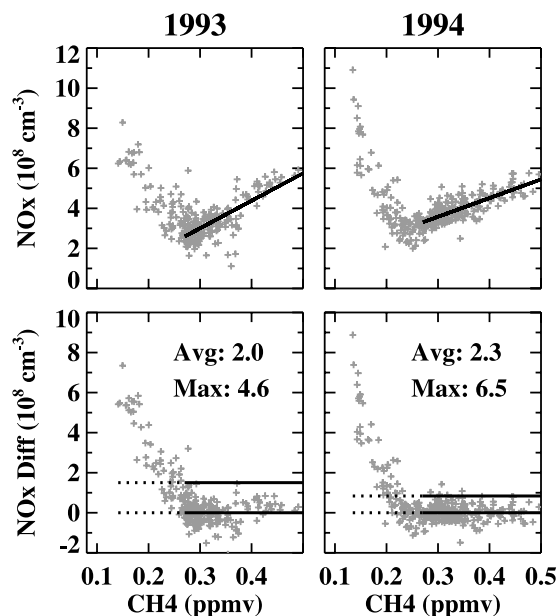 1993 1994
12
10
8
6
4
2
0
NOx (10⁸ cm⁻³)
10
8
6
4
2
0
-2
NOx Diff (10⁸ cm⁻³)
Avg: 2.0
Max: 4.6
Avg: 2.3
Max: 6.5
0.1 0.2 0.3 0.4 0.1 0.2 0.3 0.4 0.5
CH4 (ppmv) CH4 (ppmv)